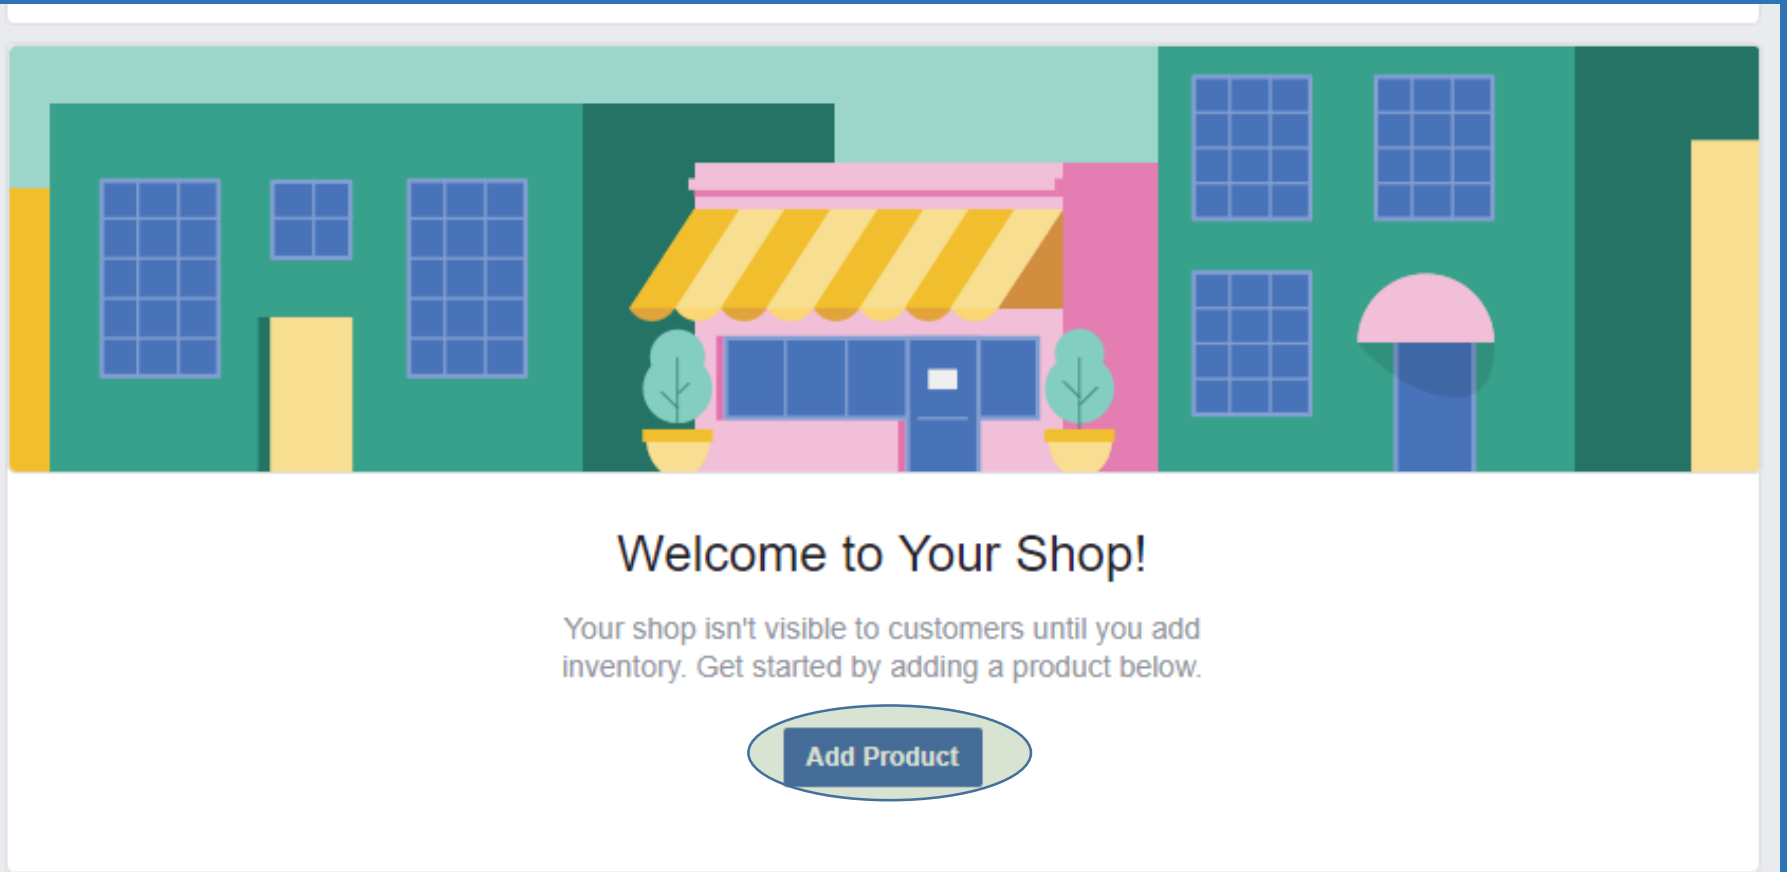 Welcome to Your Shop!
Your shop isn't visible to customers until you add
inventory. Get started by adding a product below.
Add Product